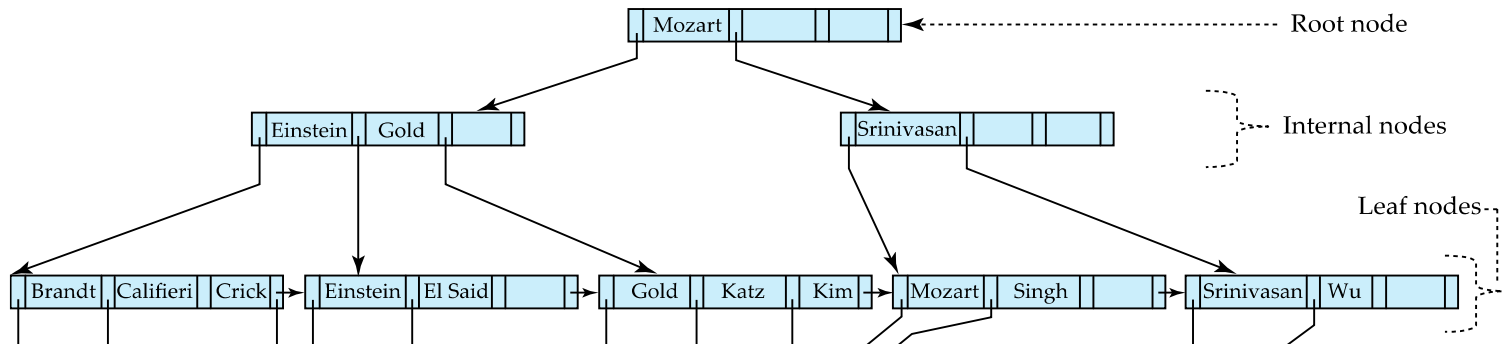 Mozart
Root node
Einstein Gold
Srinivasan
Internal nodes
Leaf nodes
Brandt Califieri Crick
Einstein El Said
Gold Katz Kim
Mozart Singh
Srinivasan Wu